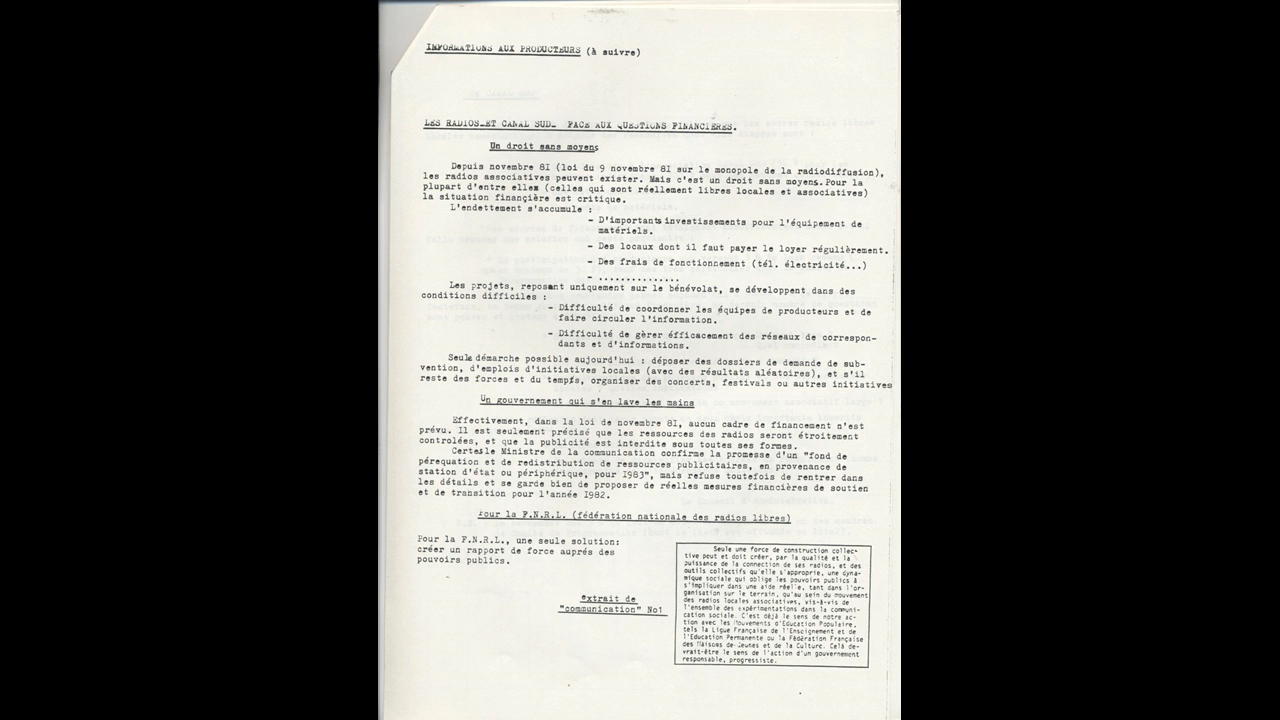 INFORMATIONS AUX PRODUCTEURS (à suivre)
LES RADIOS ET CANAL SUD FACE AUX QUESTIONS FINANCIERES.
Un droit sans moyens
Depuis novembre 8I (loi du 9 novembre 8I sur le monopole de la radiodiffusion),
les radios associatives peuvent exister. Mais c'est un droit sans moyens. Pour la
plupart d'entre elles (celles qui sont réellement libres locales et associatives)
la situation finançière est critique.
L'endettement s'accumule :
- D'importants investissements pour l'équipement de
matériels.
- Des locaux dont il faut payer le loyer régulièrement.
- Des frais de fonctionnement (tél. électricité...)
- ...............
Les projets, reposant uniquement sur le bénévolat, se développent dans des
conditions difficiles :
- Difficulté de coordonner les équipes de producteurs et de
faire circuler l'information.
- Difficulté de gèrer éfficacement des réseaux de correspon-
dants et d'informations.
Seule démarche possible aujourd'hui : déposer des dossiers de demande de sub-
vention, d'emplois d'initiatives locales (avec des résultats aléatoires), et s'il
reste des forces et du temps, organiser des concerts, festivals ou autres initiatives
Un gouvernement qui s'en lave les mains
Effectivement, dans la loi de novembre 8I, aucun cadre de financement n'est
prévu. Il est seulement précisé que les ressources des radios seront étroitement
controlées, et que la publicité est interdite sous toutes ses formes.
Certes le Ministre de la communication confirme la promesse d'un "fond de
pérequation et de redistribution de ressources publicitaires, en provenance de
station d'état ou périphérique, pour I983", mais refuse toutefois de rentrer dans
les détails et se garde bien de proposer de réelles mesures financières de soutien
et de transition pour l'année I982.
Pour la F.N.R.L. (fédération nationale des radios libres)
Pour la F.N.R.L., une seule solution:
créer un rapport de force auprés des
pouvoirs publics.
extrait de
"communication" No1
Seule une force de construction collec-
tive peut et doit créer, par la qualité et la
puissance de la connection de ses radios, et des
outils collectifs qu'elle s'approprie, une dyna-
mique sociale qui oblige les pouvoirs publics à
s'impliquer dans une aide réelle, tant dans l'or-
ganisation sur le terrain, qu'au sein du mouvement
des radios locales associatives, vis-à-vis de
l'ensemble des expérimentations dans la communi-
cation sociale. C'est déjà le sens de notre ac-
tion avec les Mouvements d'Education Populaire,
tels la Ligue Française de l'Enseignement et de
l'Education Permanente ou la Fédération Française
des Maisons de Jeunes et de la Culture. Celà de-
vrait-être le sens de l'action d'un gouvernement
responsable, progressiste.